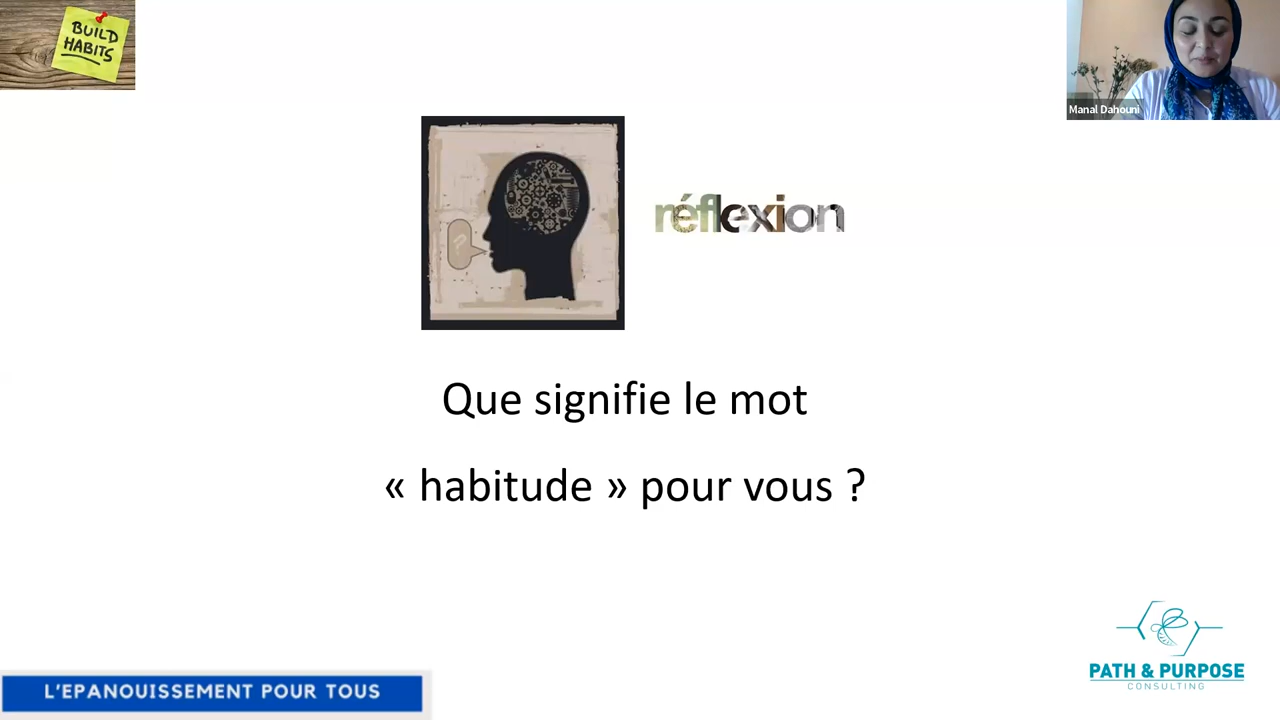 BUILD
HABITS
Manal Dahouni
réflexion
Que signifie le mot
« habitude » pour vous ?
L'EPANOUISSEMENT POUR TOUS
PATH & PURPOSE
CONSULTING